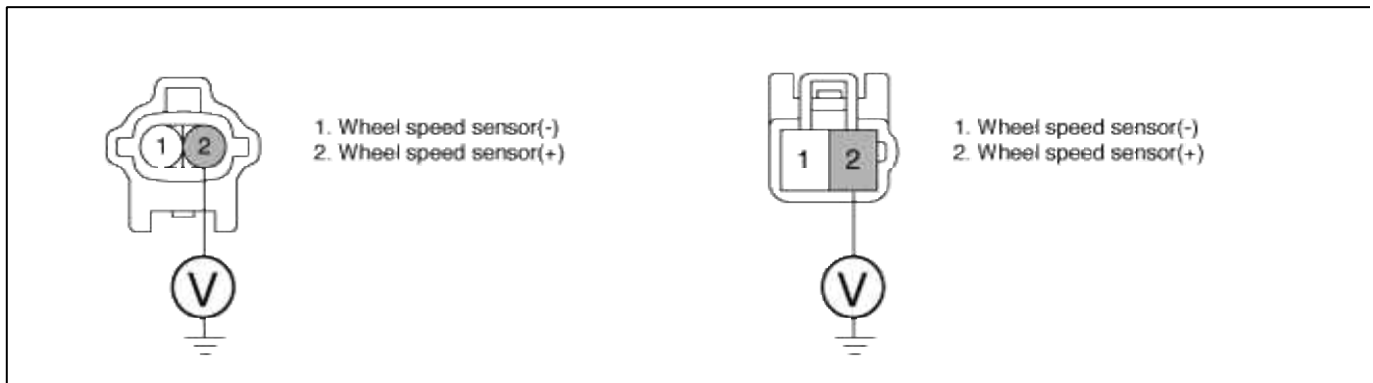 1 2
1. Wheel speed sensor(-)
2. Wheel speed sensor(+)
V
1 2
1. Wheel speed sensor(-)
2. Wheel speed sensor(+)
V